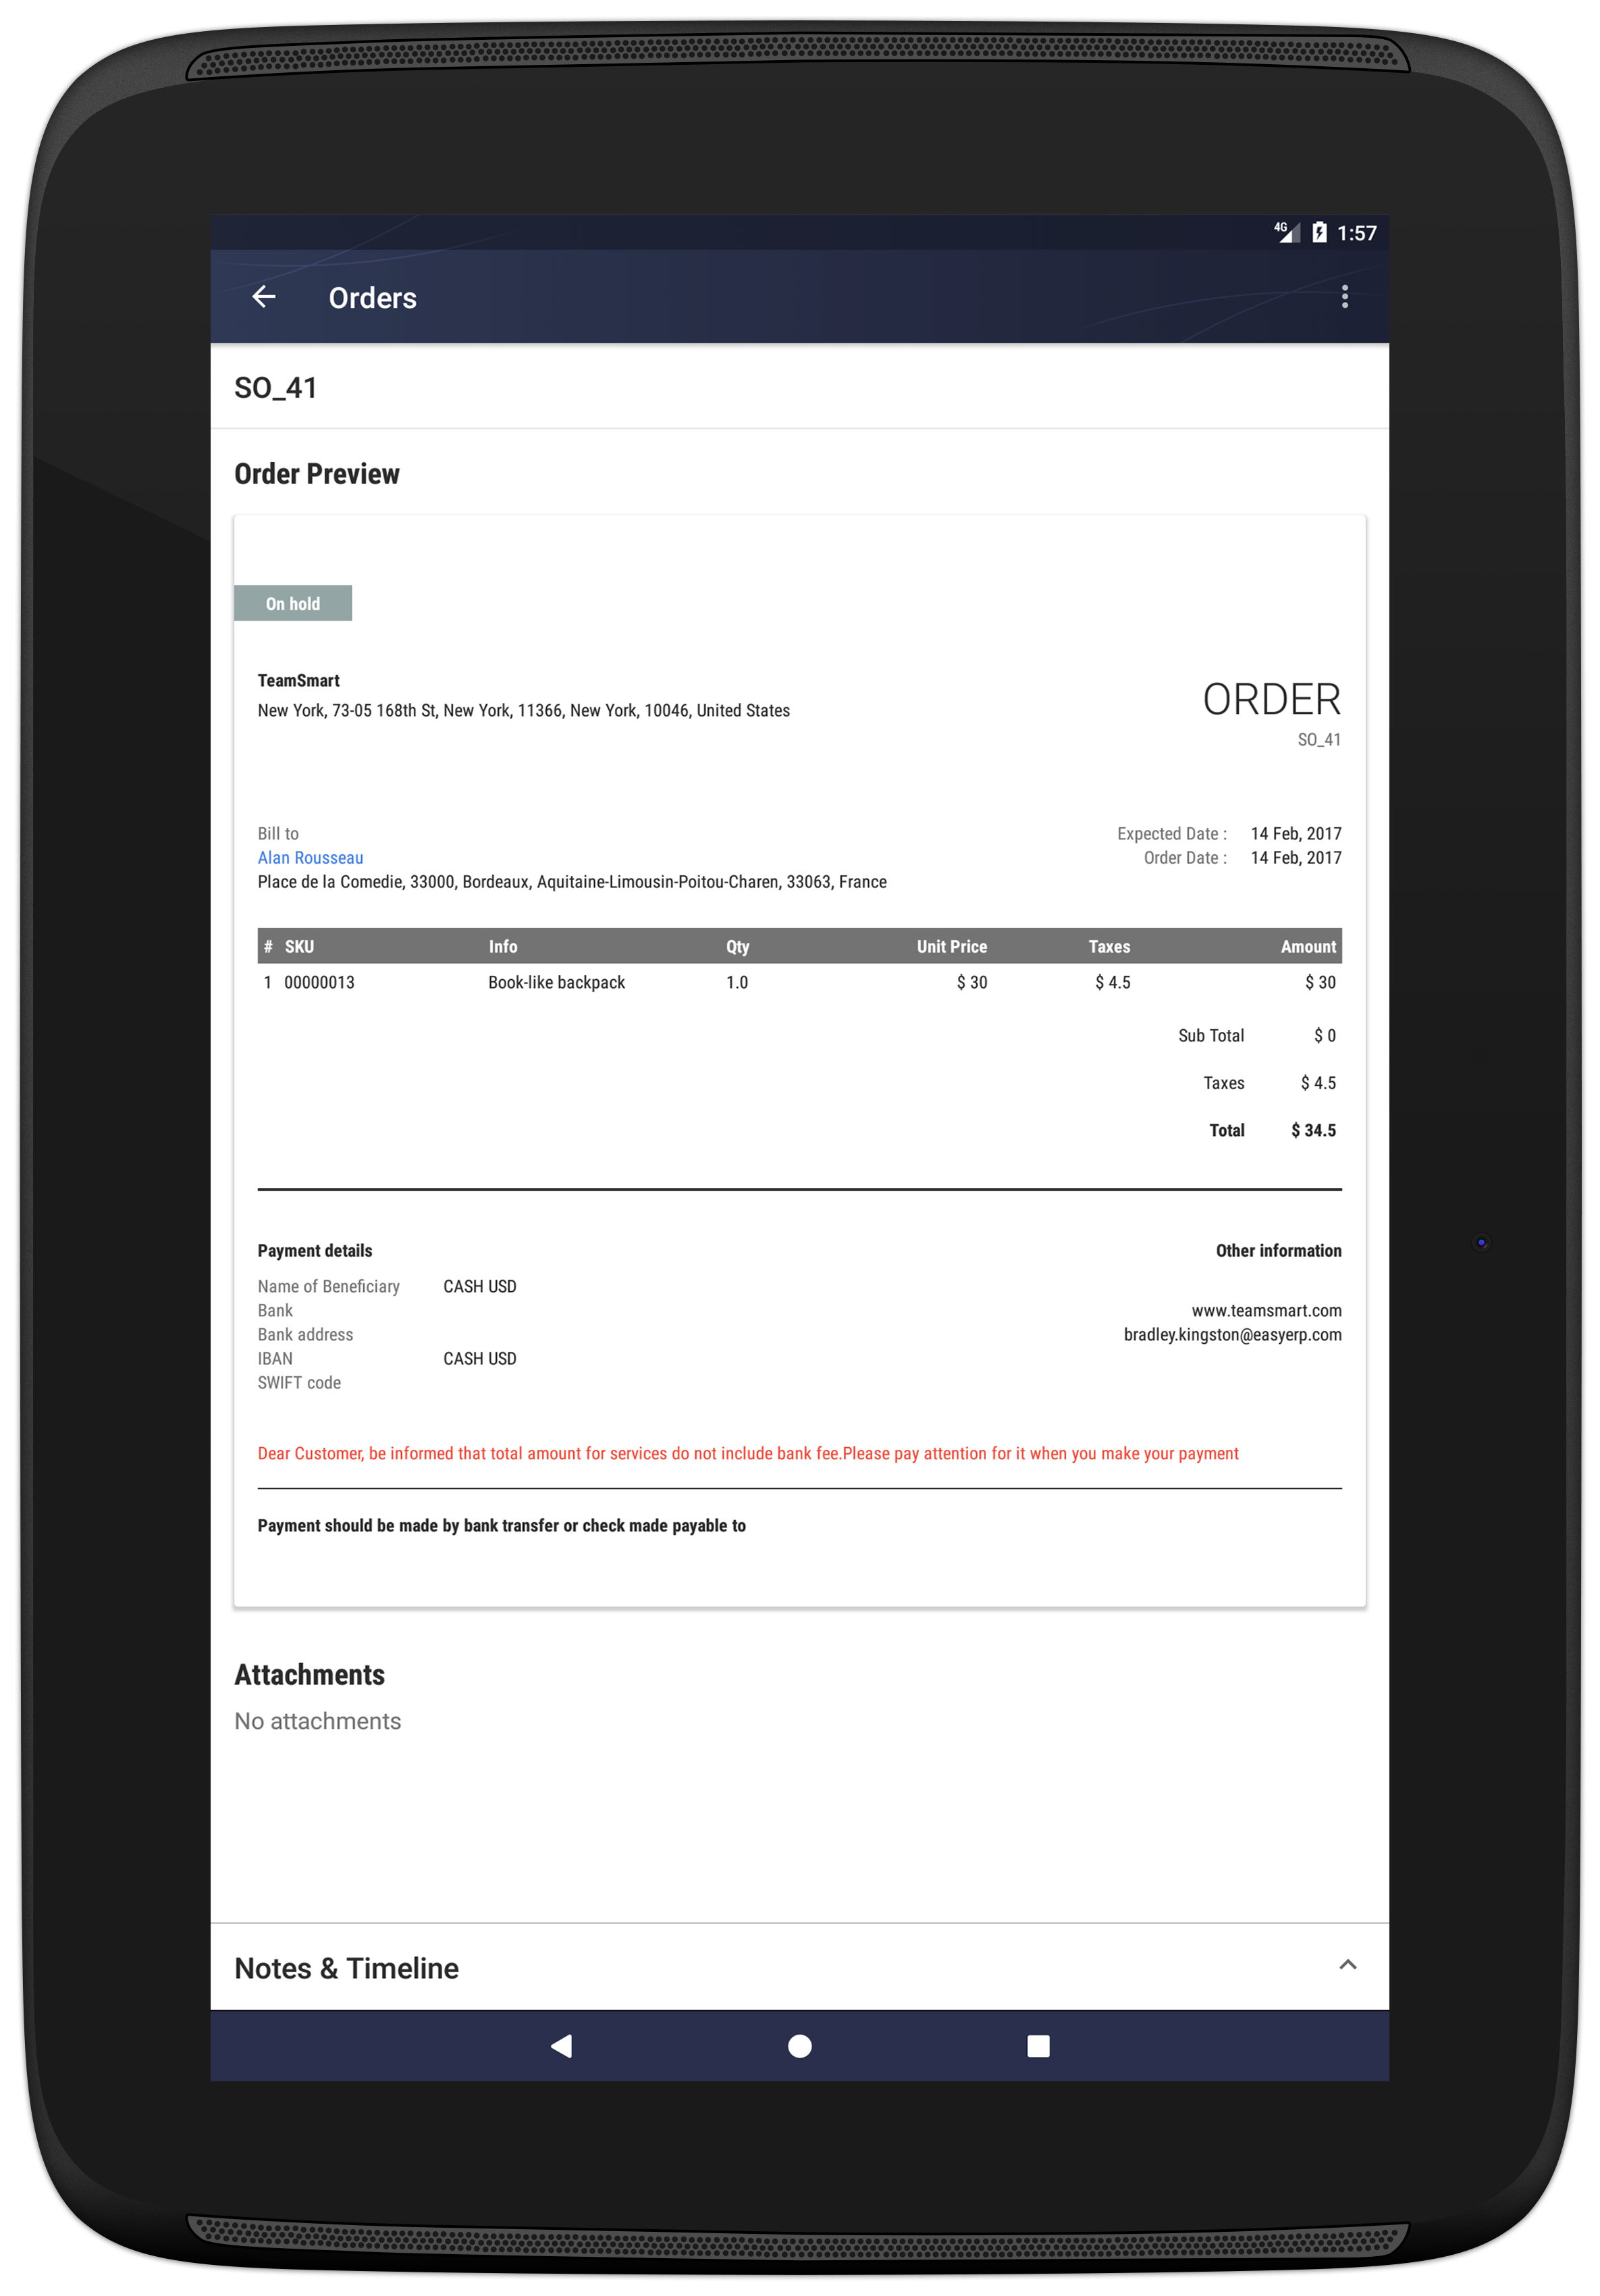 4G 1:57
Orders
SO_41
Order Preview
On hold
TeamSmart
New York, 73-05 168th St, New York, 11366, New York, 10046, United States
ORDER
SO_41
Bill to
Alan Rousseau
Place de la Comedie, 33000, Bordeaux, Aquitaine-Limousin-Poitou-Charen, 33063, France
Expected Date : 14 Feb, 2017
Order Date : 14 Feb, 2017
# SKU Info Qty Unit Price Taxes Amount
1 00000013 Book-like backpack 1.0 $ 30 $ 4.5 $ 30
Sub Total $ 0
Taxes $ 4.5
Total $ 34.5
Payment details
Name of Beneficiary CASH USD
Bank
Bank address
IBAN CASH USD
SWIFT code
Other information
www.teamsmart.com
bradley.kingston@easyerp.com
Dear Customer, be informed that total amount for services do not include bank fee.Please pay attention for it when you make your payment
Payment should be made by bank transfer or check made payable to
Attachments
No attachments
Notes & Timeline